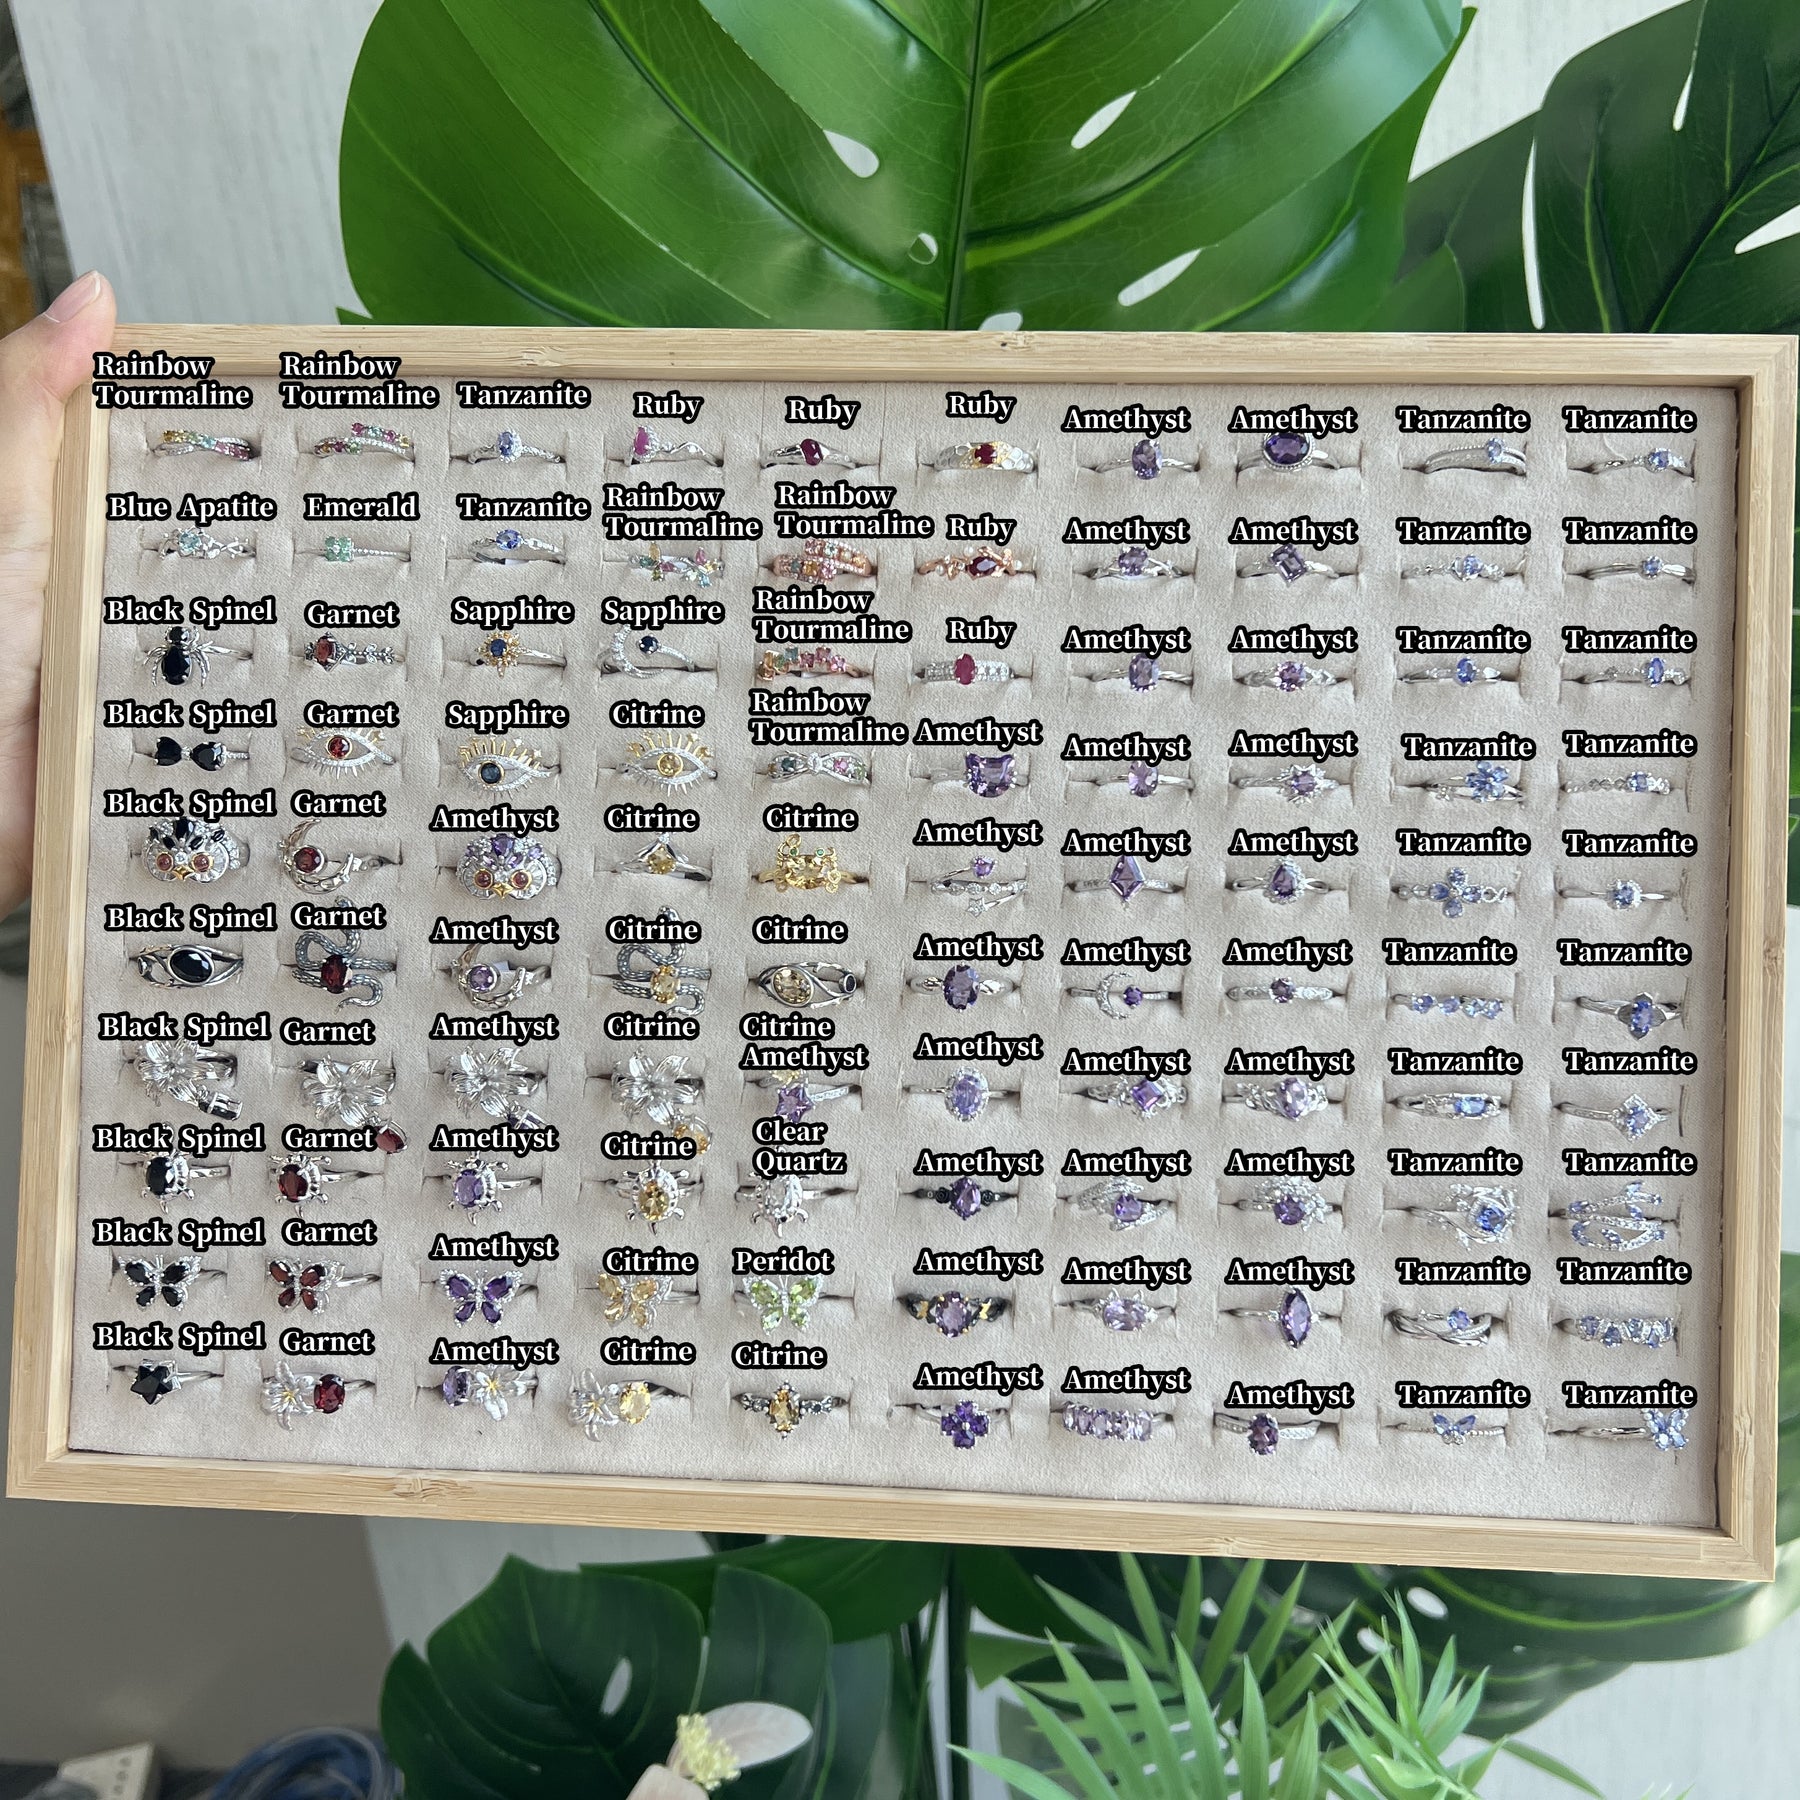 Rainbow
Tourmaline
Rainbow
Tourmaline
Tanzanite
Ruby
Ruby
Ruby
Amethyst
Amethyst
Tanzanite
Tanzanite
Blue Apatite
Emerald
Tanzanite
Rainbow
Tourmaline
Rainbow
Tourmaline
Ruby
Amethyst
Amethyst
Tanzanite
Tanzanite
Black Spinel
Garnet
Sapphire
Sapphire
Rainbow
Tourmaline
Ruby
Amethyst
Amethyst
Tanzanite
Tanzanite
Black Spinel
Garnet
Sapphire
Citrine
Rainbow
Tourmaline
Amethyst
Amethyst
Amethyst
Tanzanite
Tanzanite
Black Spinel
Garnet
Amethyst
Citrine
Citrine
Amethyst
Amethyst
Amethyst
Tanzanite
Tanzanite
Black Spinel
Garnet
Amethyst
Citrine
Citrine
Amethyst
Amethyst
Amethyst
Tanzanite
Tanzanite
Black Spinel
Garnet
Amethyst
Citrine
Citrine
Amethyst
Amethyst
Amethyst
Amethyst
Tanzanite
Tanzanite
Black Spinel
Garnet
Amethyst
Citrine
Clear
Quartz
Amethyst
Amethyst
Amethyst
Tanzanite
Tanzanite
Black Spinel
Garnet
Amethyst
Citrine
Peridot
Amethyst
Amethyst
Amethyst
Tanzanite
Tanzanite
Black Spinel
Garnet
Amethyst
Citrine
Citrine
Amethyst
Amethyst
Amethyst
Tanzanite
Tanzanite